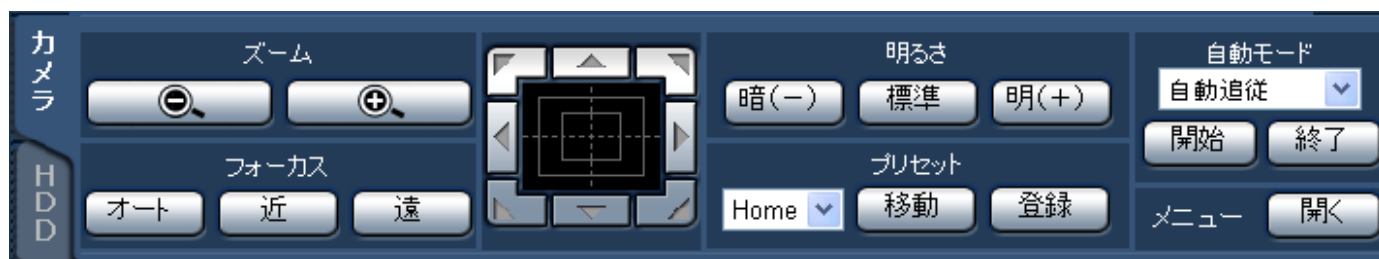 カメラ
HDD
ズーム
フォーカス
オート 近 遠
明るさ
暗(−) 標準 明(+)
プリセット
Home 移動 登録
自動モード
自動追従
開始 終了
メニュー 開く